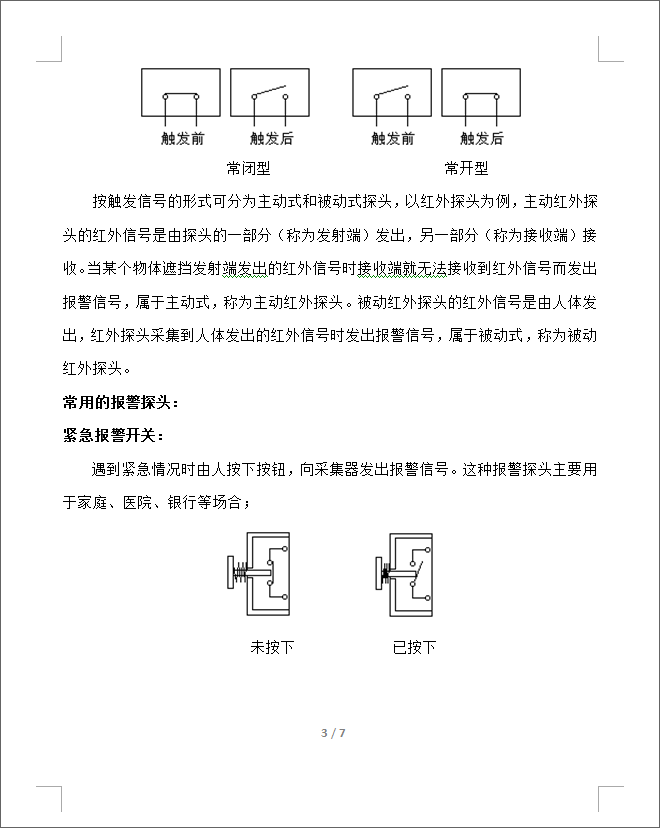 触发前 触发后 触发前 触发后
常闭型 常开型
按触发信号的形式可分为主动式和被动式探头，以红外探头为例，主动红外探
头的红外信号是由探头的一部分（称为发射端）发出，另一部分（称为接收端）接
收。当某个物体遮挡发射端发出的红外信号时接收端就无法接收到红外信号而发出
报警信号，属于主动式，称为主动红外探头。被动红外探头的红外信号是由人体发
出，红外探头采集到人体发出的红外信号时发出报警信号，属于被动式，称为被动
红外探头。
常用的报警探头：
紧急报警开关：
遇到紧急情况时由人按下按钮，向采集器发出报警信号。这种报警探头主要用
于家庭、医院、银行等场合；
未按下 已按下
3 / 7